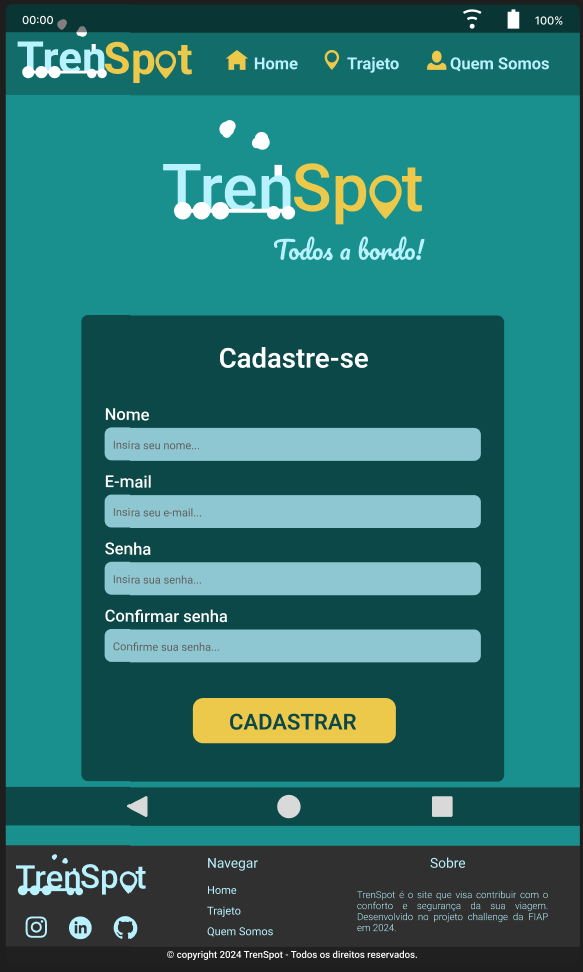 00:00 100%
TrenSpot Home Trajeto Quem Somos
TrenSpot
Todos a bordo!
Cadastre-se
Nome
Insira seu nome...
E-mail
Insira seu e-mail...
Senha
Insira sua senha...
Confirmar senha
Confirme sua senha...
CADASTRAR
TrenSpot
Navegar
Home
Trajeto
Quem Somos
Sobre
TrenSpot é o site que visa contribuir com o
conforto e segurança da sua viagem.
Desenvolvido no projeto challenge da FIAP
em 2024.
© copyright 2024 TrenSpot - Todos os direitos reservados.